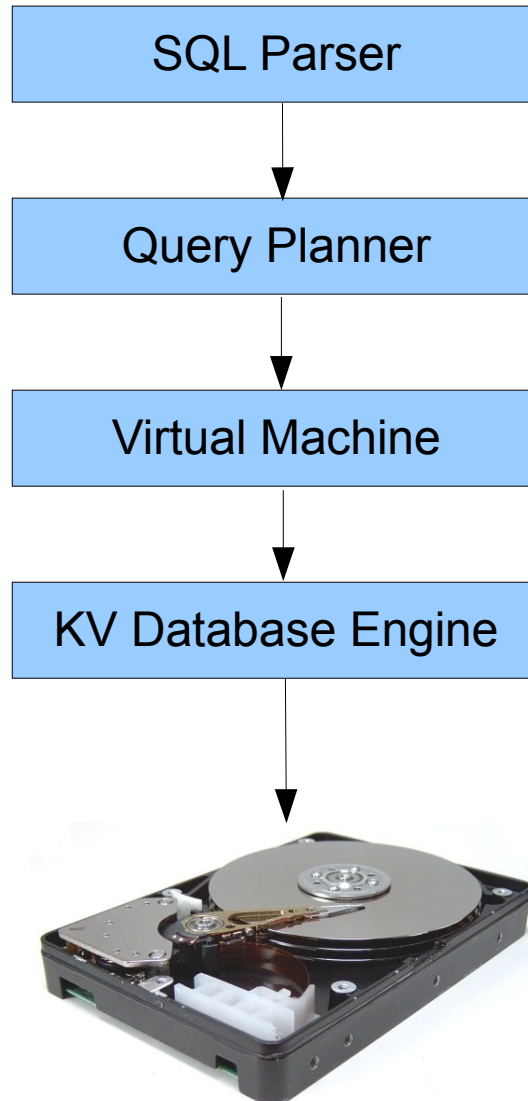 SQL Parser
Query Planner
Virtual Machine
KV Database Engine